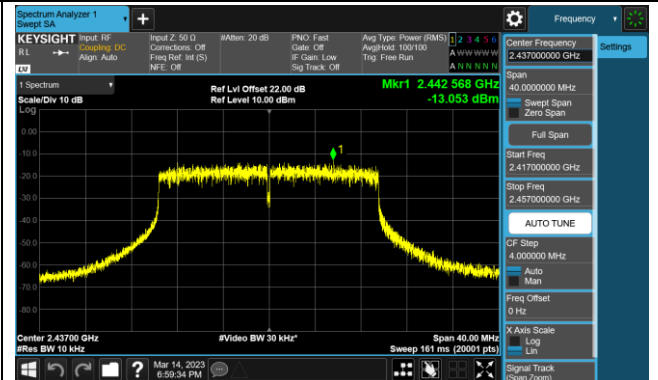 Spectrum Analyzer 1
Swept SA
Frequency
KEYSIGHT
RL
LXI
Input: RF
Coupling: DC
Align: Auto
Input Z: 50 Ω
Corrections: Off
Freq Ref: Int (S)
NFE: Off
#Atten: 20 dB
PNO: Fast
Gate: Off
IF Gain: Low
Sig Track: Off
Avg Type: Power (RMS)
Avg|Hold: 100/100
Trig: Free Run
1 2 3 4 5 6
A W W W W W
A N N N N N
Center Frequency
2.437000000 GHz
Settings
Span
40.0000000 MHz
Swept Span
Zero Span
Full Span
Start Freq
2.417000000 GHz
Stop Freq
2.457000000 GHz
AUTO TUNE
CF Step
4.000000 MHz
Auto
Man
Freq Offset
0 Hz
X Axis Scale
Log
Lin
Signal Track
(Span Zoom)
1 Spectrum
Scale/Div 10 dB
Log
Ref Lvl Offset 22.00 dB
Ref Level 10.00 dBm
Mkr1 2.442 568 GHz
-13.053 dBm
0.00
-10.0
-20.0
-30.0
-40.0
-50.0
-60.0
-70.0
-80.0
1
Center 2.43700 GHz
#Res BW 10 kHz
#Video BW 30 kHz*
Span 40.00 MHz
Sweep 161 ms (20001 pts)
?
Mar 14, 2023
6:59:34 PM